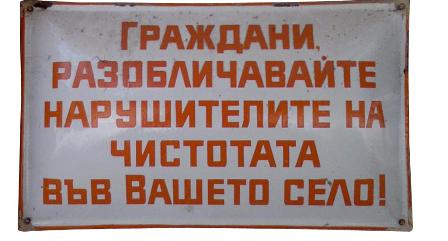 Граждани,
разобличавайте
нарушителите на
чистотата
във Вашето село!